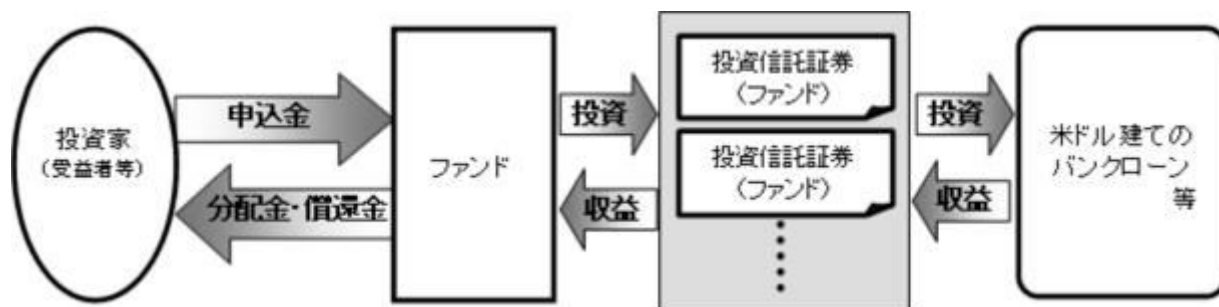 投資家
(受益者等)
申込金
分配金・償還金
ファンド
投資
収益
投資信託証券
(ファンド)
投資信託証券
(ファンド)
投資
収益
米ドル建ての
バンクローン
等